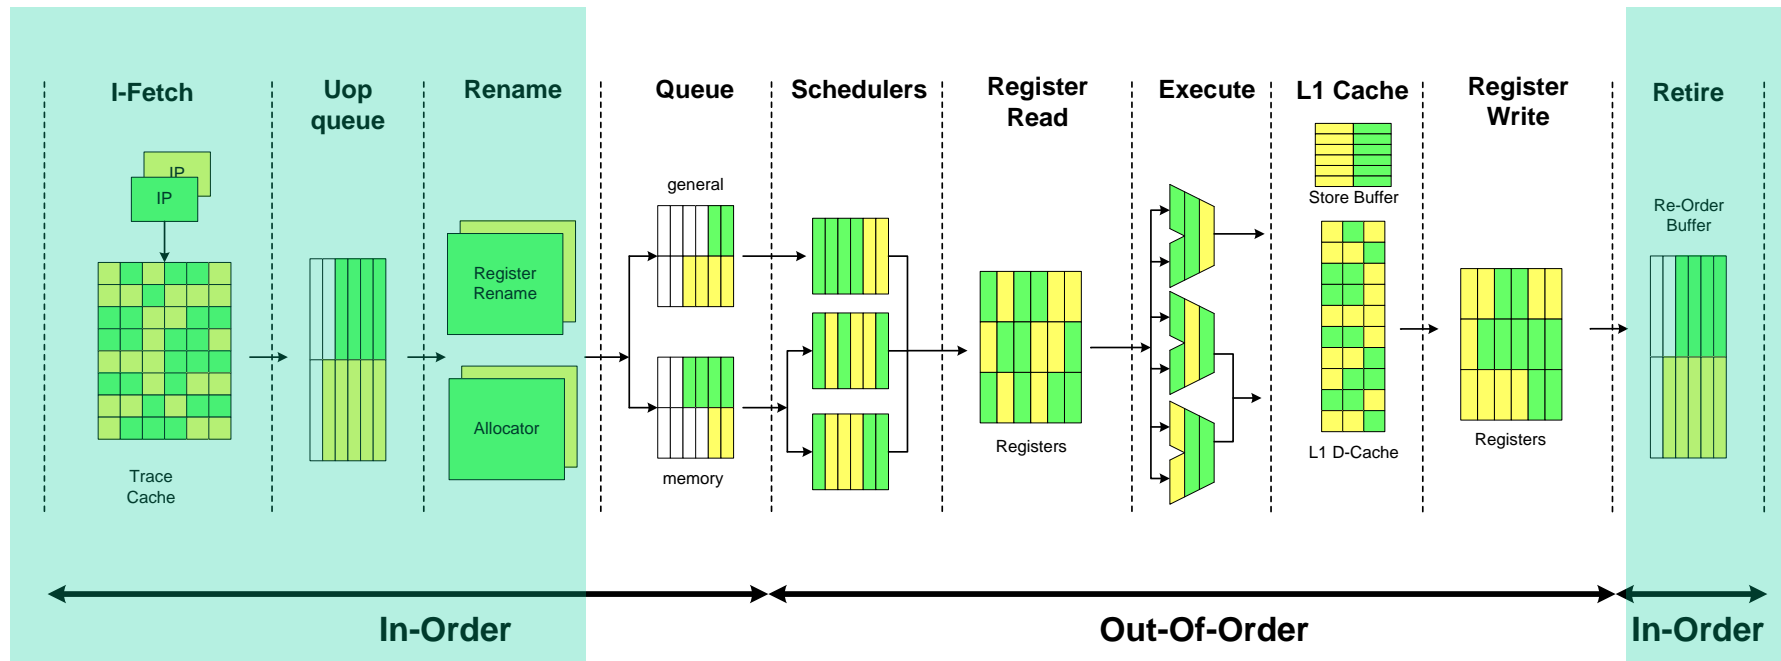 I-Fetch
Uop
queue
Rename
Queue
Schedulers
Register
Read
Execute
L1 Cache
Register
Write
Retire
IP
IP
Trace
Cache
Register
Rename
Allocator
general
memory
Registers
Store Buffer
L1 D-Cache
Registers
Re-Order
Buffer
In-Order
Out-Of-Order
In-Order